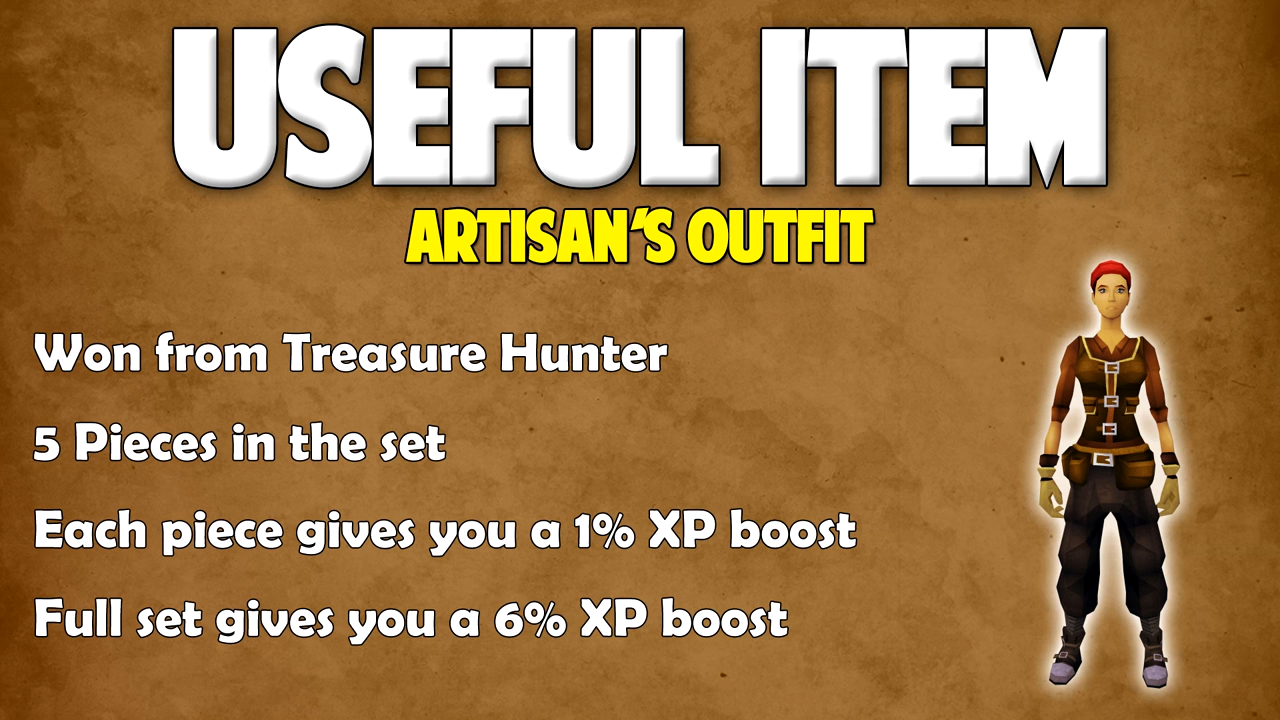 USEFUL ITEM
ARTISAN'S OUTFIT
Won from Treasure Hunter
5 Pieces in the set
Each piece gives you a 1% XP boost
Full set gives you a 6% XP boost